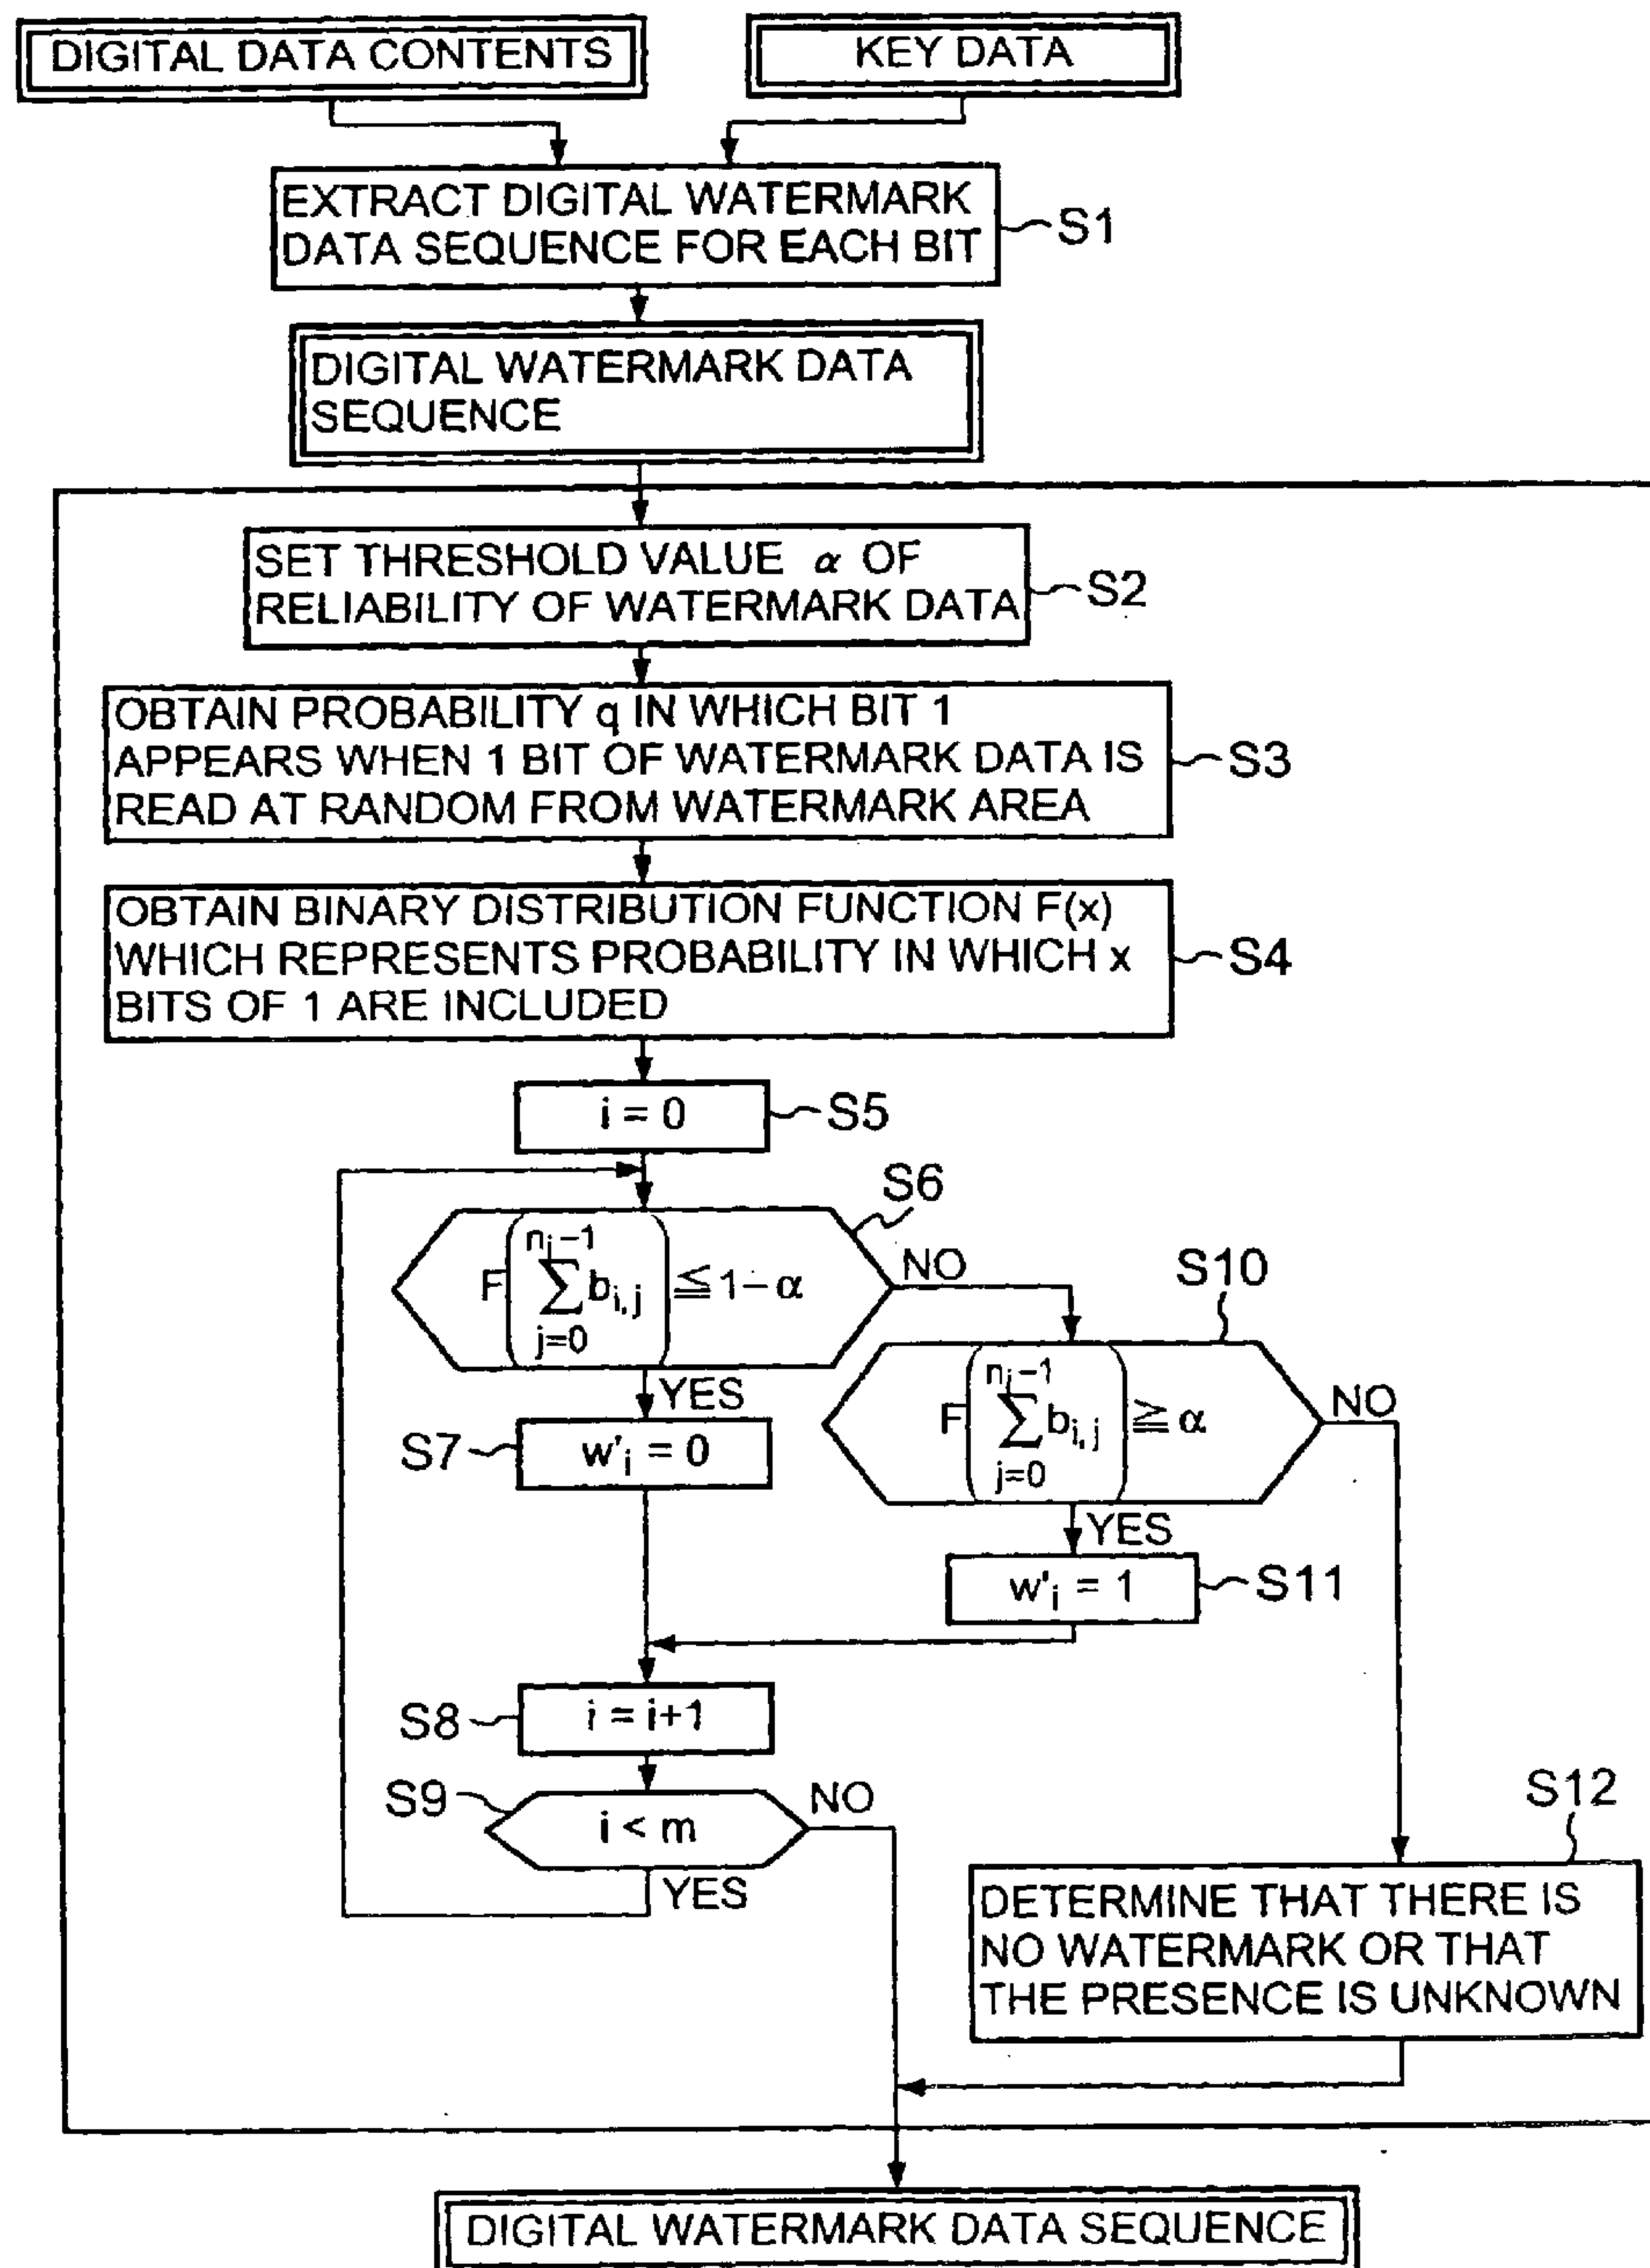 DIGITAL DATA CONTENTS
KEY DATA
EXTRACT DIGITAL WATERMARK
DATA SEQUENCE FOR EACH BIT
S1
DIGITAL WATERMARK DATA
SEQUENCE
SET THRESHOLD VALUE α OF
RELIABILITY OF WATERMARK DATA
S2
OBTAIN PROBABILITY q IN WHICH BIT 1
APPEARS WHEN 1 BIT OF WATERMARK DATA IS
READ AT RANDOM FROM WATERMARK AREA
S3
OBTAIN BINARY DISTRIBUTION FUNCTION F(x)
WHICH REPRESENTS PROBABILITY IN WHICH x
BITS OF 1 ARE INCLUDED
S4
i = 0
S5
S6
F(∑_{j=0}^{n_i-1} b_{i,j}) ≦ 1-α
NO
YES
S10
F(∑_{j=0}^{n_i-1} b_{i,j}) ≧ α
NO
YES
S7
w'_i = 0
w'_i = 1
S11
S8
i = i+1
S9
i < m
NO
YES
S12
DETERMINE THAT THERE IS
NO WATERMARK OR THAT
THE PRESENCE IS UNKNOWN
DIGITAL WATERMARK DATA SEQUENCE